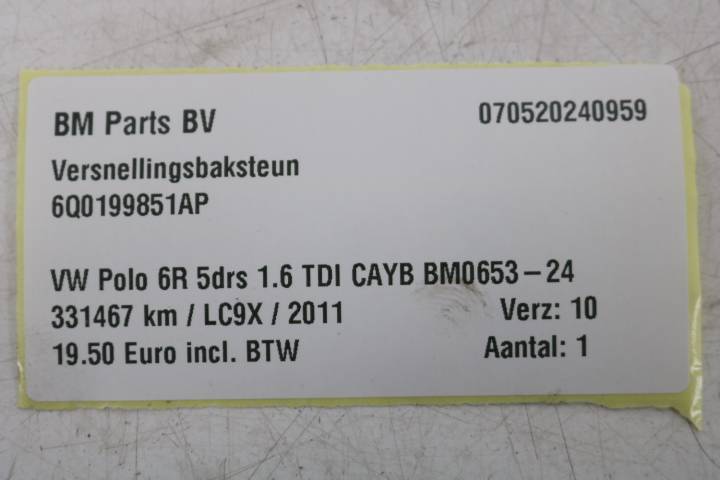 BM Parts BV 070520240959
Versnellingsbaksteun
6Q0199851AP
VW Polo 6R 5drs 1.6 TDI CAYB BM0653-24
331467 km / LC9X / 2011 Verz: 10
19.50 Euro incl. BTW Aantal: 1